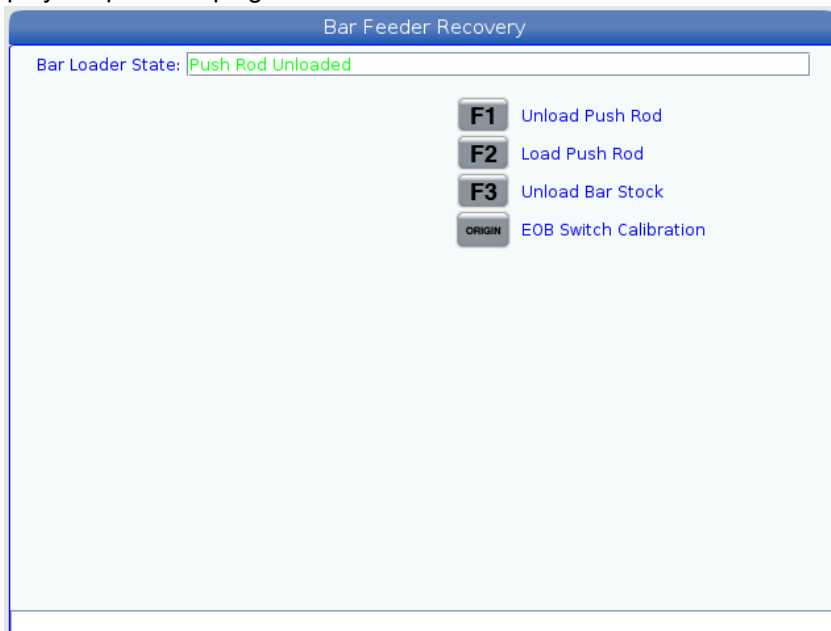 Bar Feeder Recovery
Bar Loader State: Push Rod Unloaded
F1 Unload Push Rod
F2 Load Push Rod
F3 Unload Bar Stock
ORIGIN EOB Switch Calibration